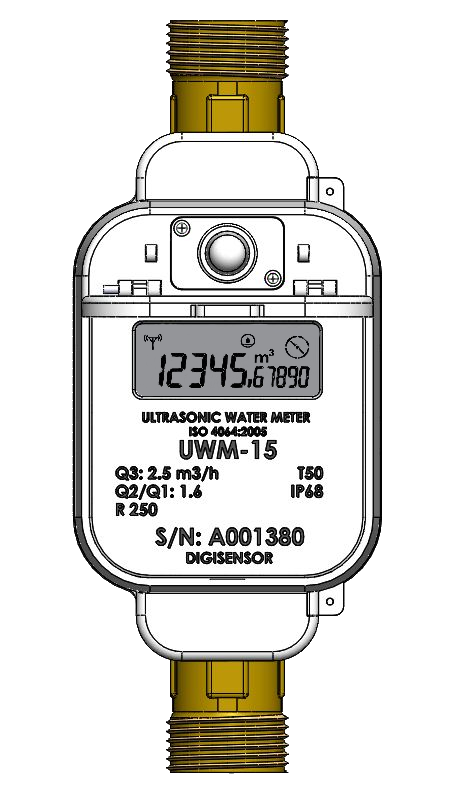 m³
12345,67890
ULTRASONIC WATER METER
ISO 4064:2005
UWM-15
Q3: 2.5 m3/h T50
Q2/Q1: 1.6 IP68
R 250
S/N: A001380
DIGISENSOR